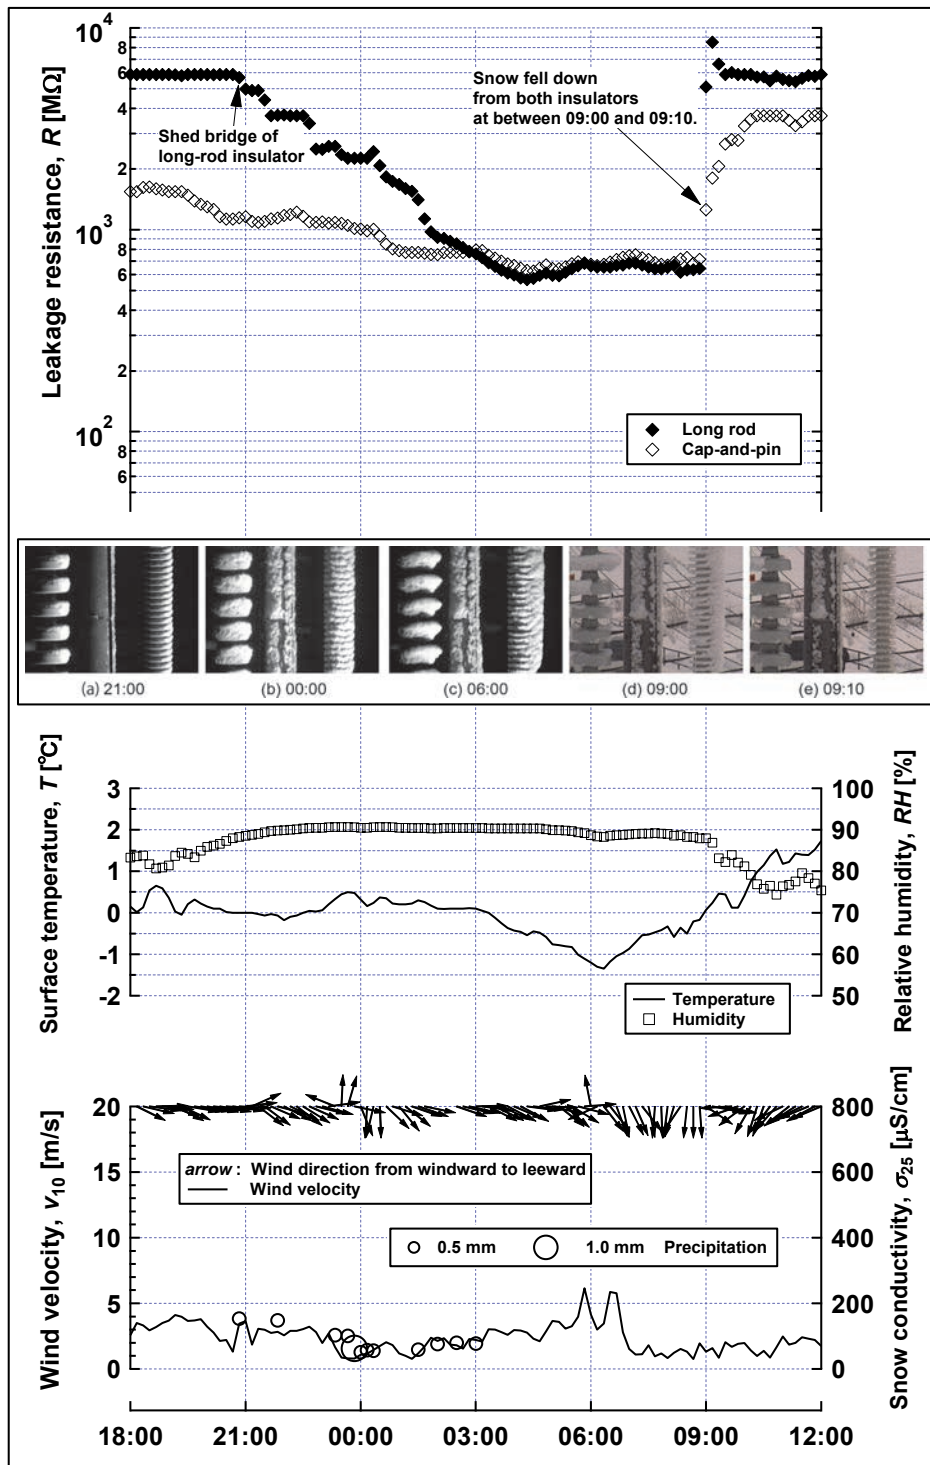 10^4
8
6
4
2
10^3
8
6
4
2
10^2
8
6
Leakage resistance, R [MΩ]
Snow fell down
from both insulators
at between 09:00 and 09:10.
Shed bridge of
long-rod insulator
Long rod
Cap-and-pin
(a) 21:00
(b) 00:00
(c) 06:00
(d) 09:00
(e) 09:10
Surface temperature, T [℃]
3
2
1
0
-1
-2
100
90
80
70
60
50
Relative humidity, RH [%]
Temperature
Humidity
Wind velocity, v10 [m/s]
20
15
10
5
0
800
600
400
200
0
Snow conductivity, σ25 [μS/cm]
arrow : Wind direction from windward to leeward
Wind velocity
0.5 mm 1.0 mm Precipitation
18:00 21:00 00:00 03:00 06:00 09:00 12:00